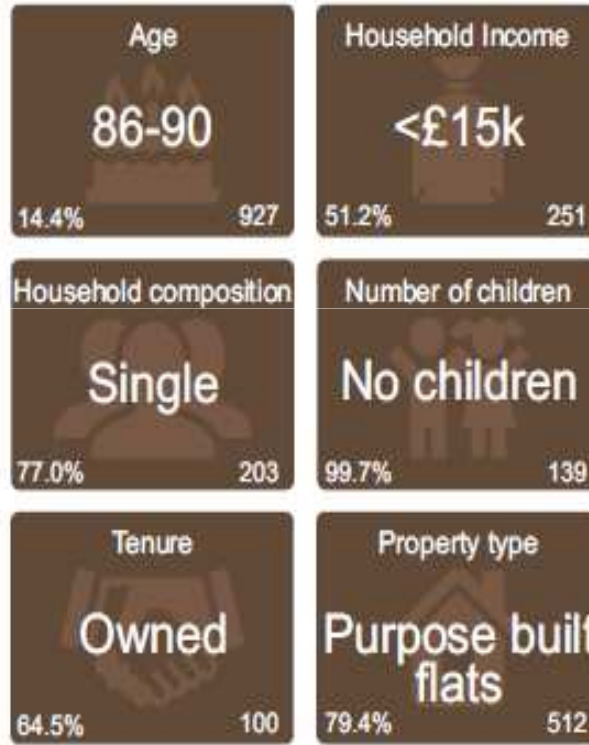 Age
86-90
14.4% 927
Household Income
<£15k
51.2% 251
Household composition
Single
77.0% 203
Number of children
No children
99.7% 139
Tenure
Owned
64.5% 100
Property type
Purpose built
flats
79.4% 512